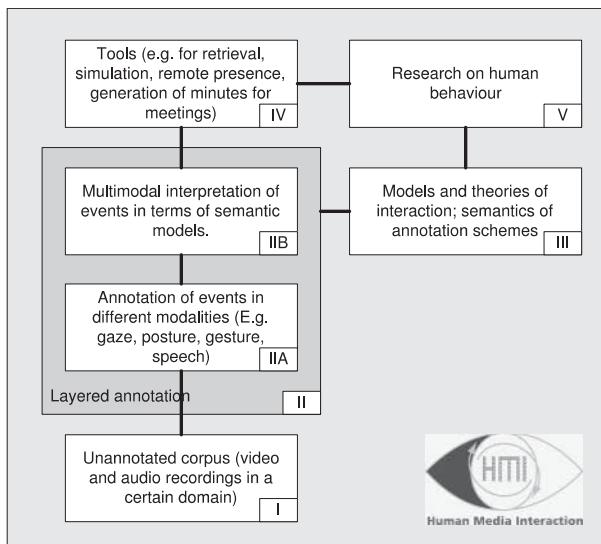 Tools (e.g. for retrieval,
simulation, remote presence,
generation of minutes for
meetings)
IV
Research on human
behaviour
V
Multimodal interpretation of
events in terms of semantic
models.
IIB
Models and theories of
interaction; semantics of
annotation schemes
III
Annotation of events in
different modalities (E.g.
gaze, posture, gesture,
speech)
IIA
Layered annotation
II
Unannotated corpus (video
and audio recordings in a
certain domain)
I
HMI
Human Media Interaction